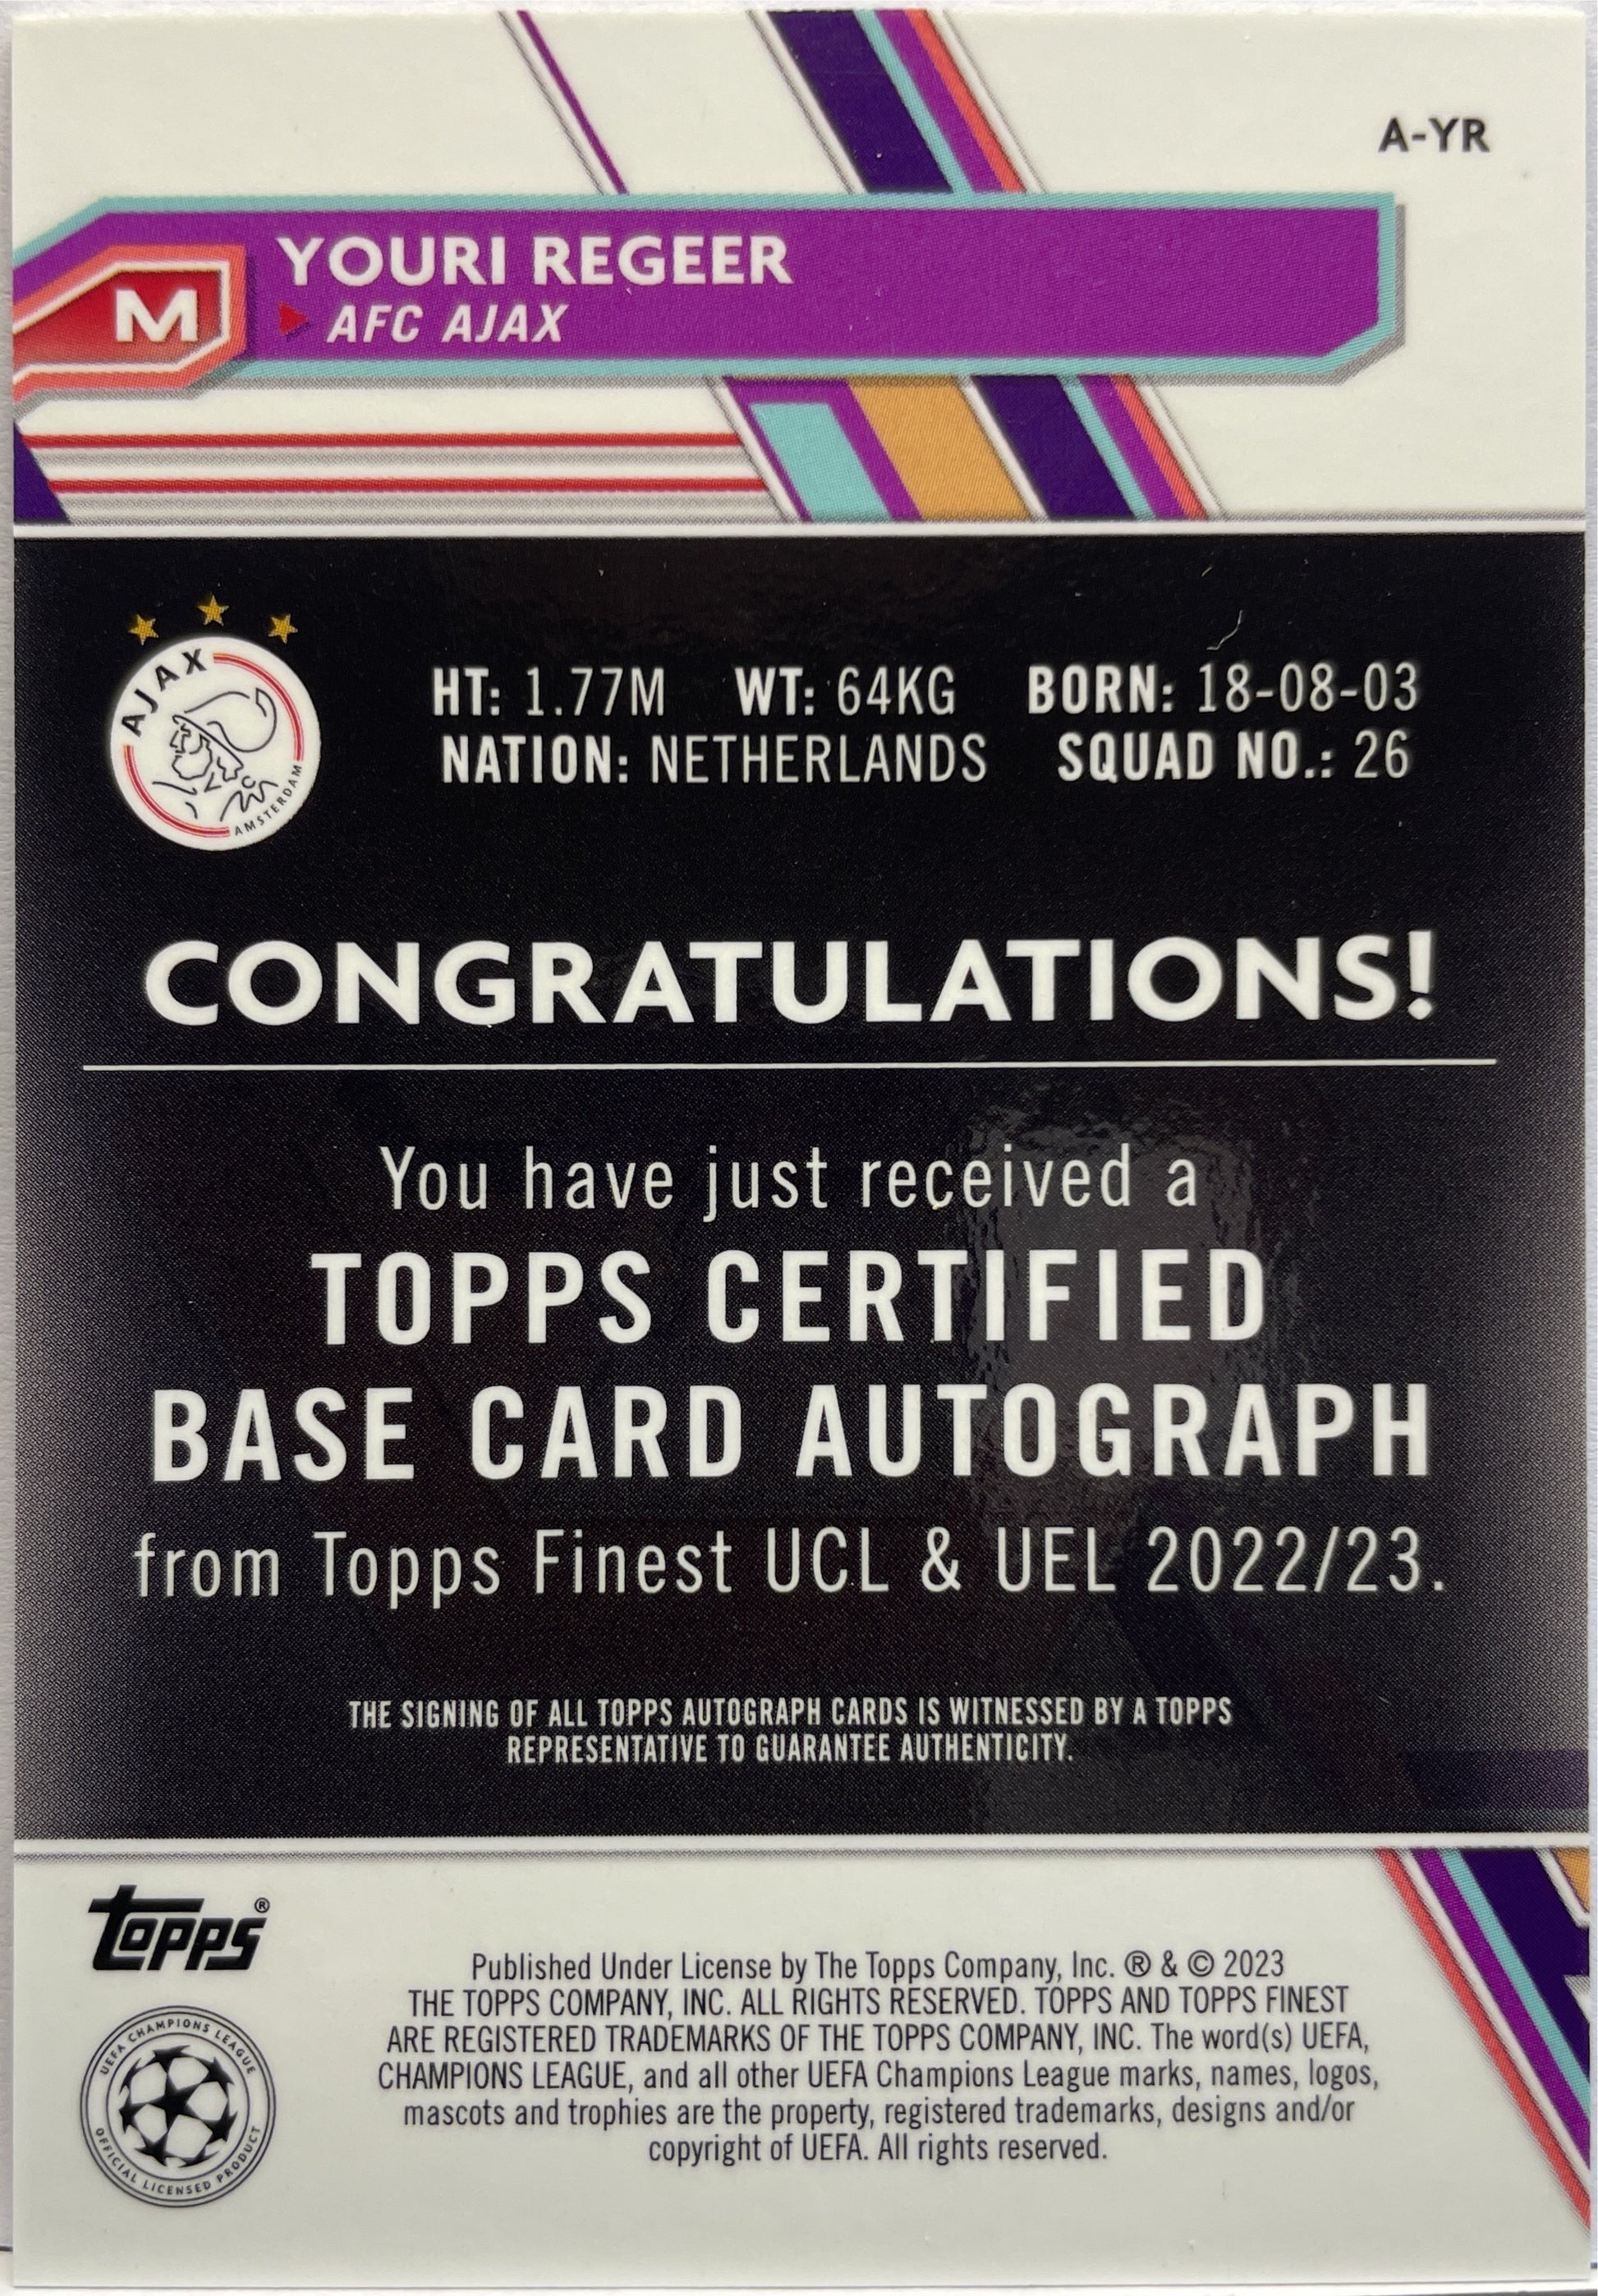 A-YR
YOURI REGEER
M
AFC AJAX
AJAX
AMSTERDAM
HT: 1.77M WT: 64KG BORN: 18-08-03
NATION: NETHERLANDS SQUAD NO.: 26
CONGRATULATIONS!
You have just received a
TOPPS CERTIFIED
BASE CARD AUTOGRAPH
from Topps Finest UCL & UEL 2022/23.
THE SIGNING OF ALL TOPPS AUTOGRAPH CARDS IS WITNESSED BY A TOPPS
REPRESENTATIVE TO GUARANTEE AUTHENTICITY.
topps®
Published Under License by The Topps Company, Inc. ® & © 2023
THE TOPPS COMPANY, INC. ALL RIGHTS RESERVED. TOPPS AND TOPPS FINEST
ARE REGISTERED TRADEMARKS OF THE TOPPS COMPANY, INC. The word(s) UEFA,
CHAMPIONS LEAGUE, and all other UEFA Champions League marks, names, logos,
mascots and trophies are the property, registered trademarks, designs and/or
copyright of UEFA. All rights reserved.
UEFA CHAMPIONS LEAGUE
OFFICIAL LICENSED PRODUCT